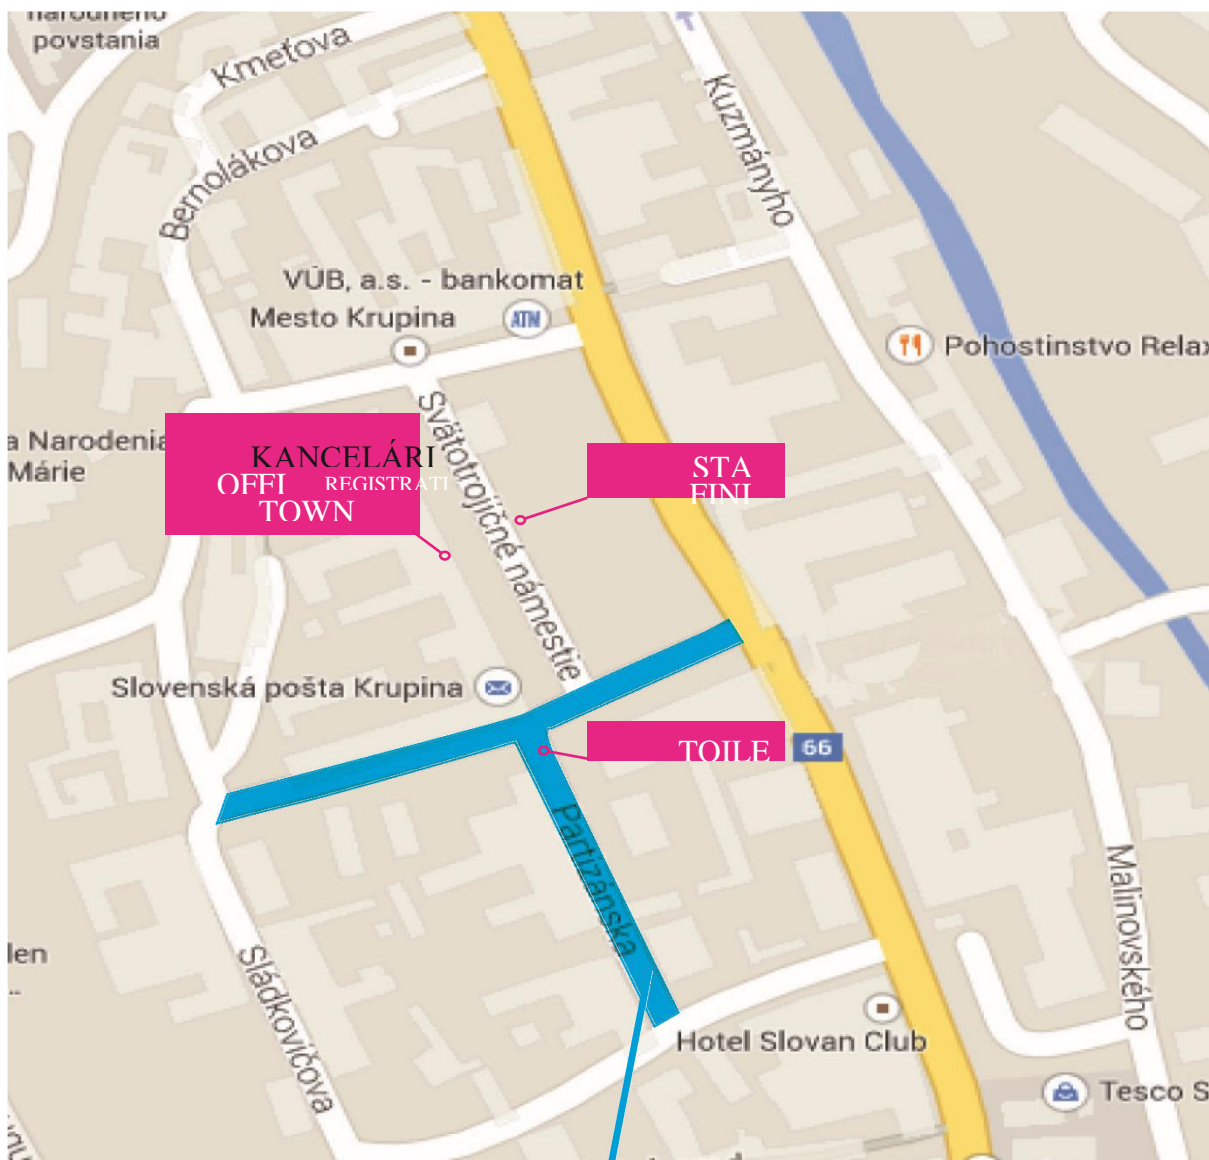 povstania
Kmeťova
Bernolákova
Kuzmányho
VÚB, a.s. - bankomat
Mesto Krupina
ATM
Pohostinstvo Relax
a Narodenia
Márie
Svätotrojičné námestie
KANCELÁRI
OFFI REGISTRATI
TOWN
STA
FINI
Slovenská pošta Krupina
TOILE
66
Partizánska
Malinovského
len
..
Sládkovičova
Hotel Slovan Club
Tesco S